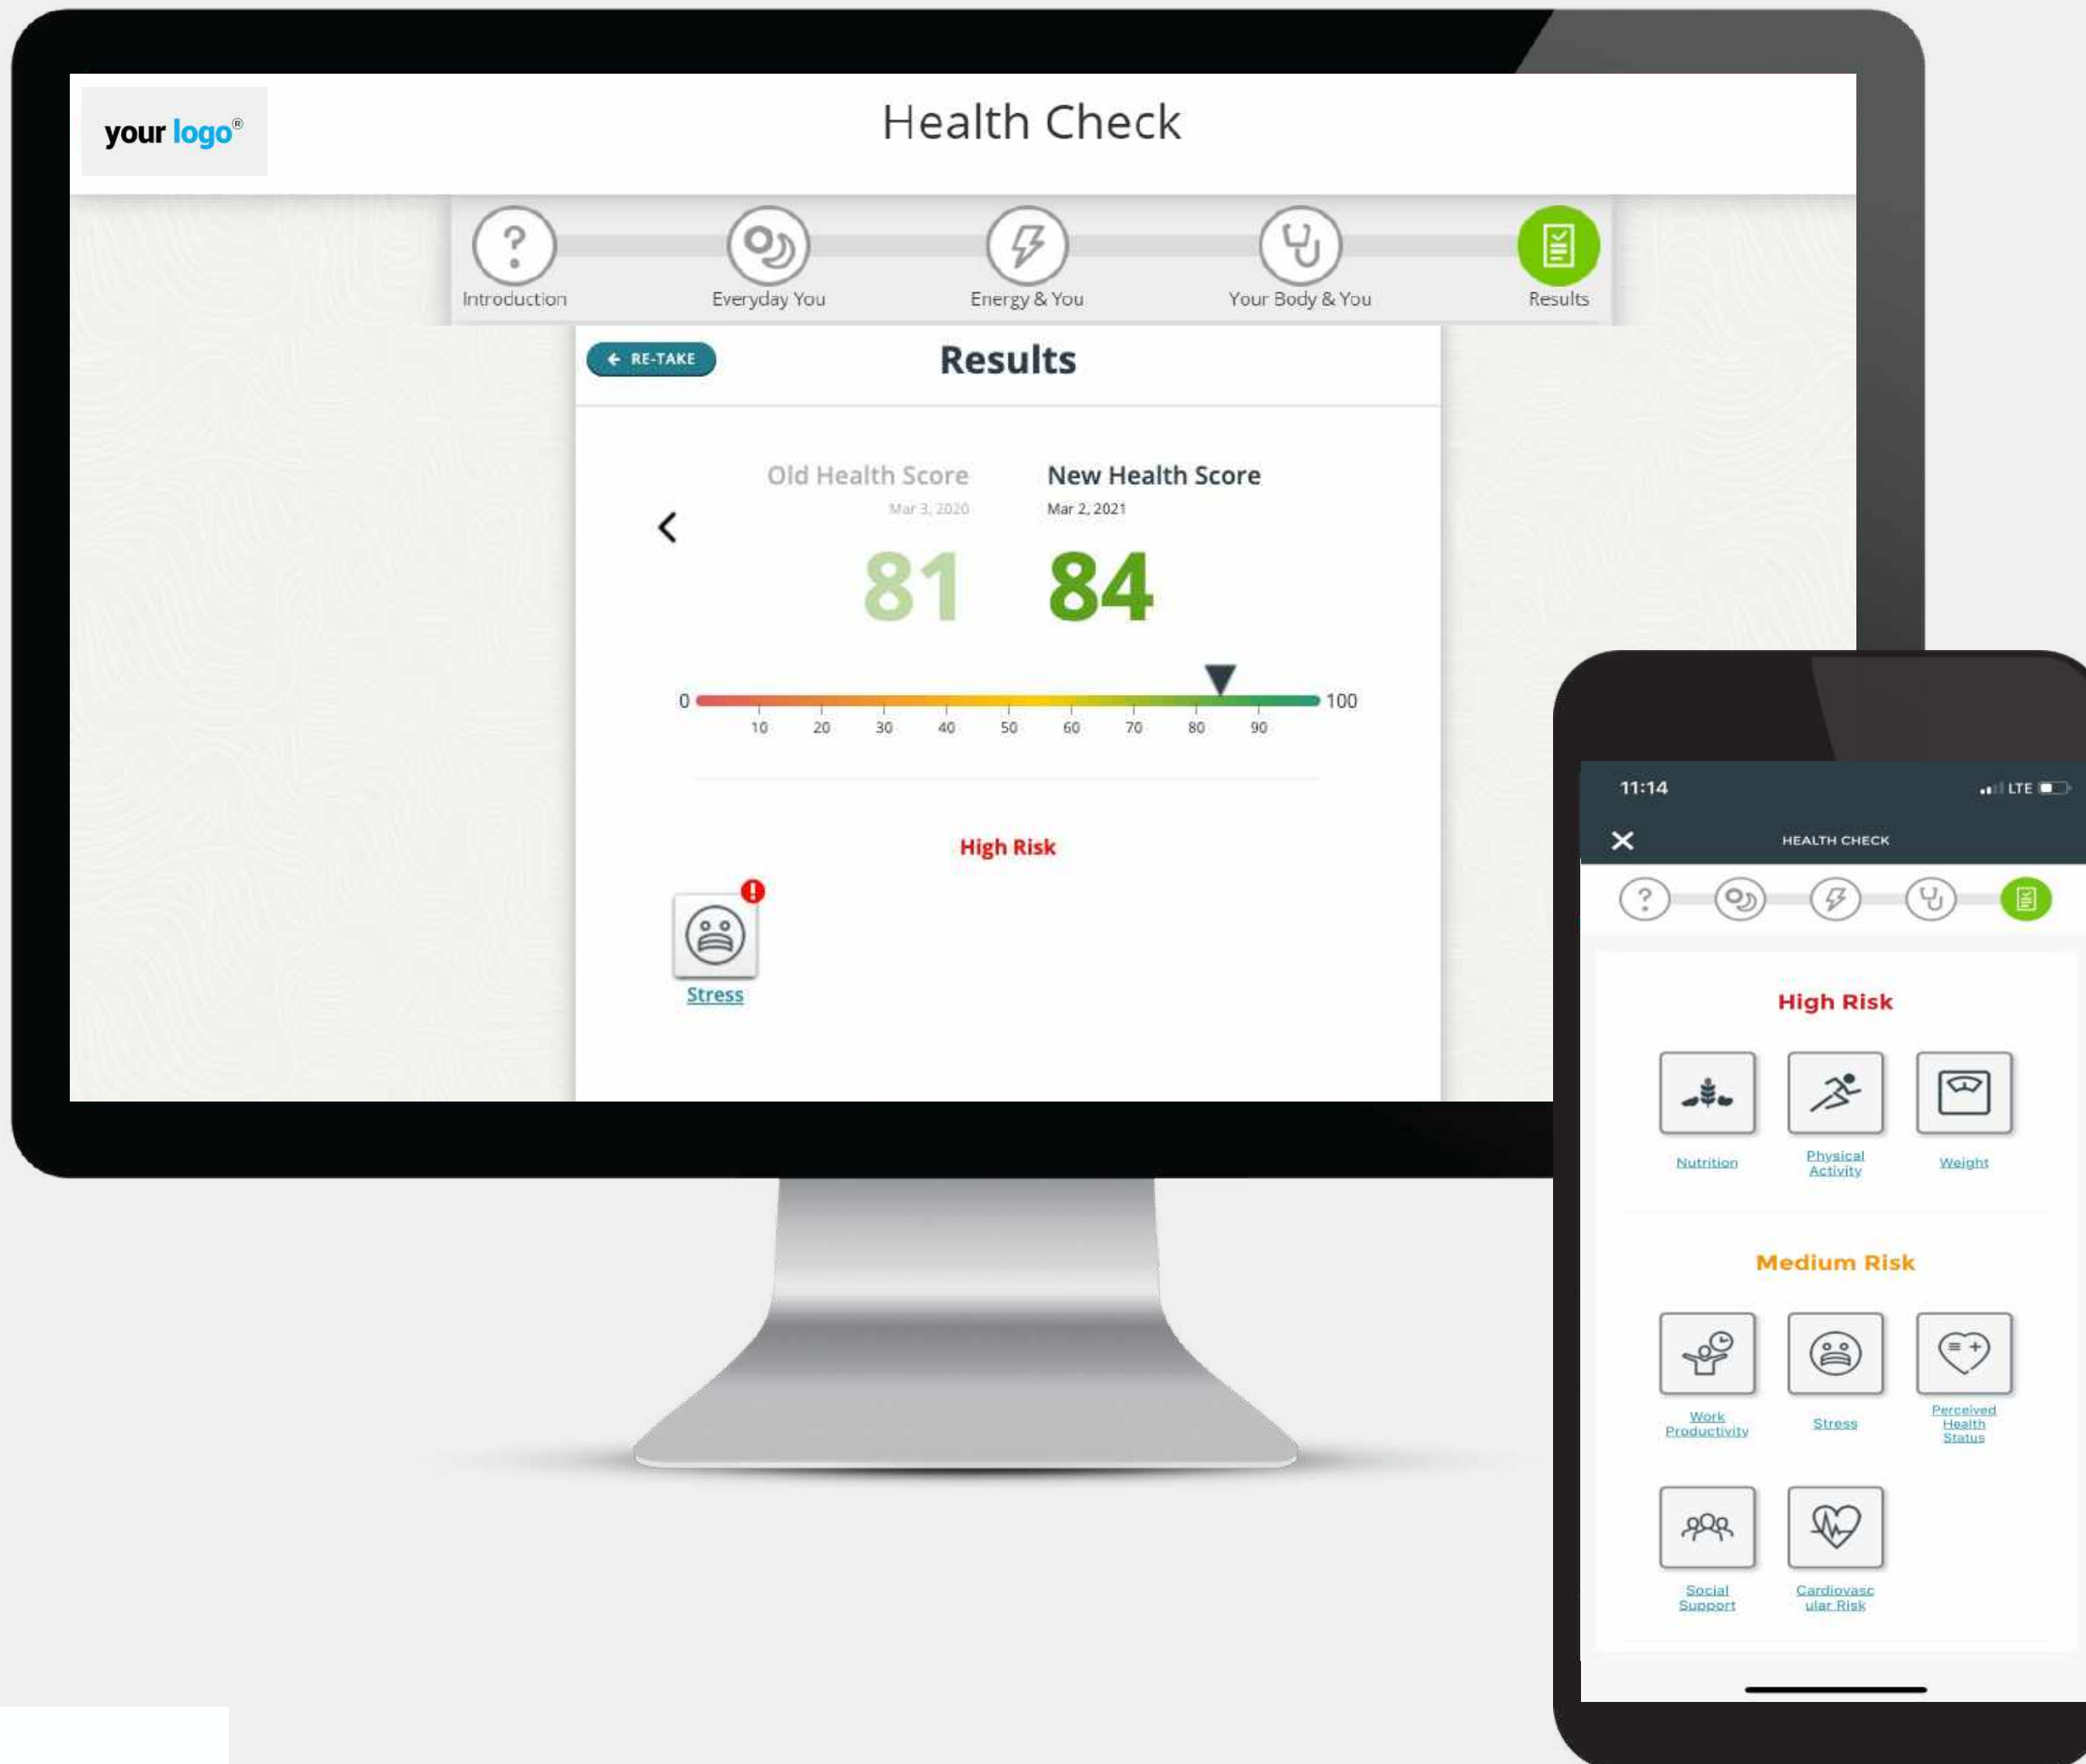 your logo®
Health Check
Introduction
Everyday You
Energy & You
Your Body & You
Results
← RE-TAKE
Results
Old Health Score
New Health Score
Mar 3, 2020
Mar 2, 2021
81
84
0
100
10
20
30
40
50
60
70
80
90
High Risk
Stress
11:14
LTE
HEALTH CHECK
High Risk
Nutrition
Physical
Activity
Weight
Medium Risk
Work
Productivity
Stress
Perceived
Health
Status
Social
Support
Cardiovasc
ular Risk